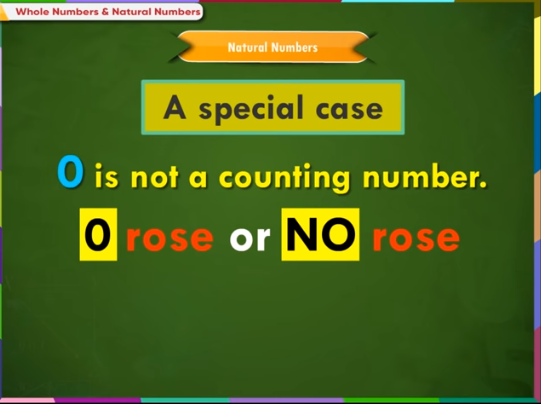 Whole Numbers & Natural Numbers
Natural Numbers
A special case
0 is not a counting number.
0 rose or NO rose